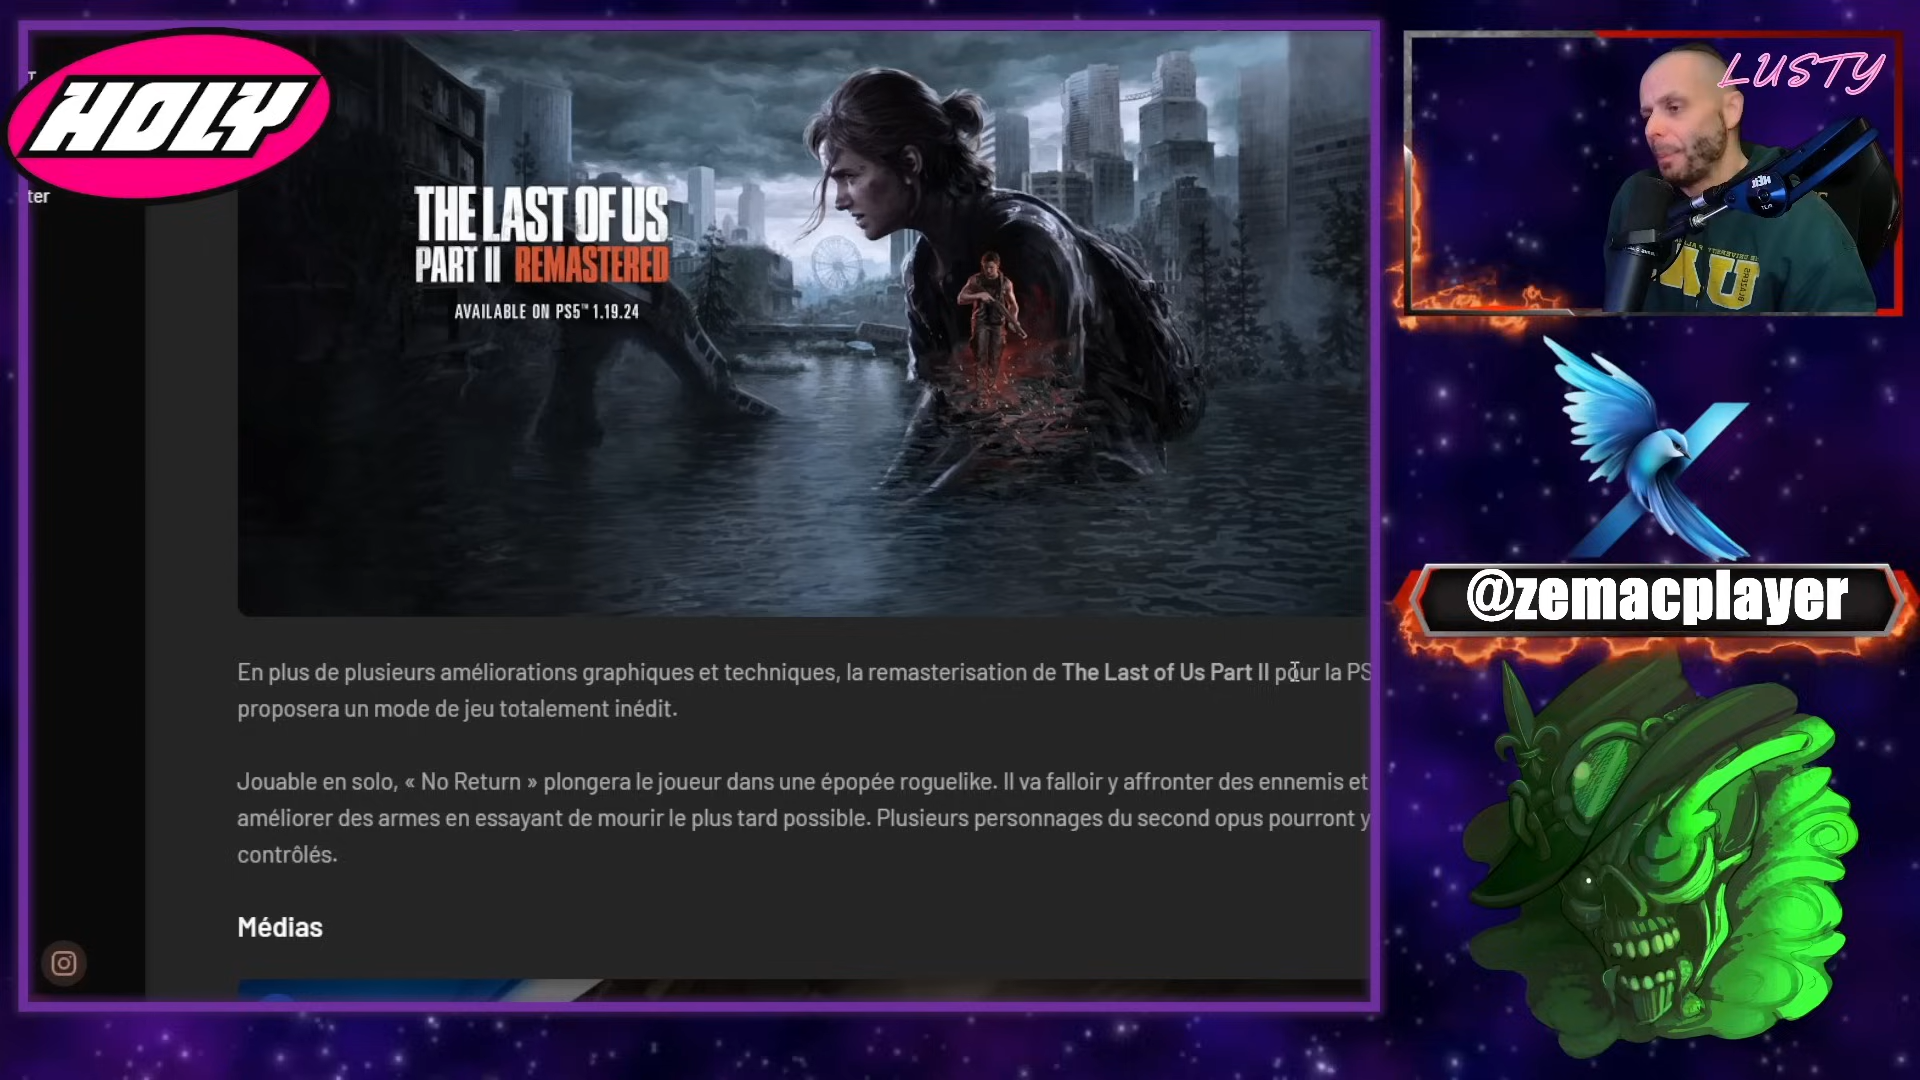 HOLY
ter
THE LAST OF US
PART II REMASTERED
AVAILABLE ON PS5™ 1.19.24
En plus de plusieurs améliorations graphiques et techniques, la remasterisation de The Last of Us Part II pour la PS
proposera un mode de jeu totalement inédit.
Jouable en solo, « No Return » plongera le joueur dans une épopée roguelike. Il va falloir y affronter des ennemis et
améliorer des armes en essayant de mourir le plus tard possible. Plusieurs personnages du second opus pourront y
contrôlés.
Médias
LUSTY
@zemacplayer